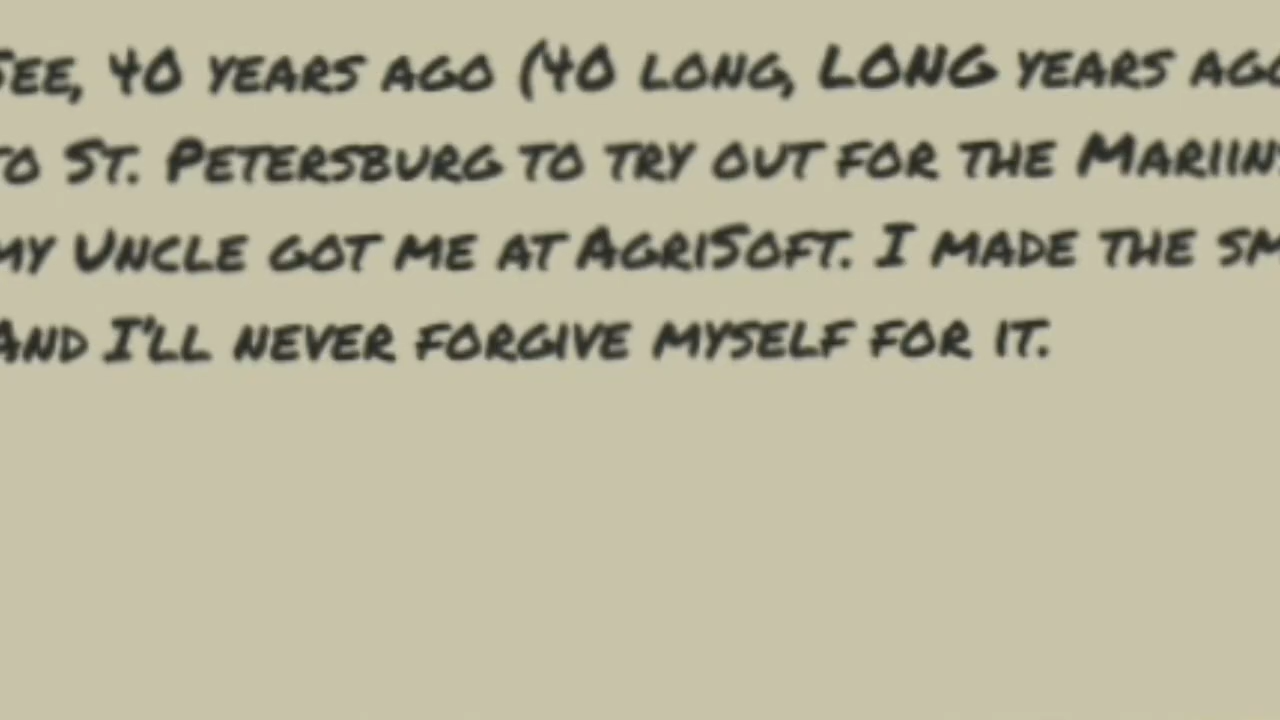 See, 40 years ago (40 long, LONG years ago
to St. Petersburg to try out for the Mariins
my Uncle got me at AgriSoft. I made the sm
And I'll never forgive myself for it.